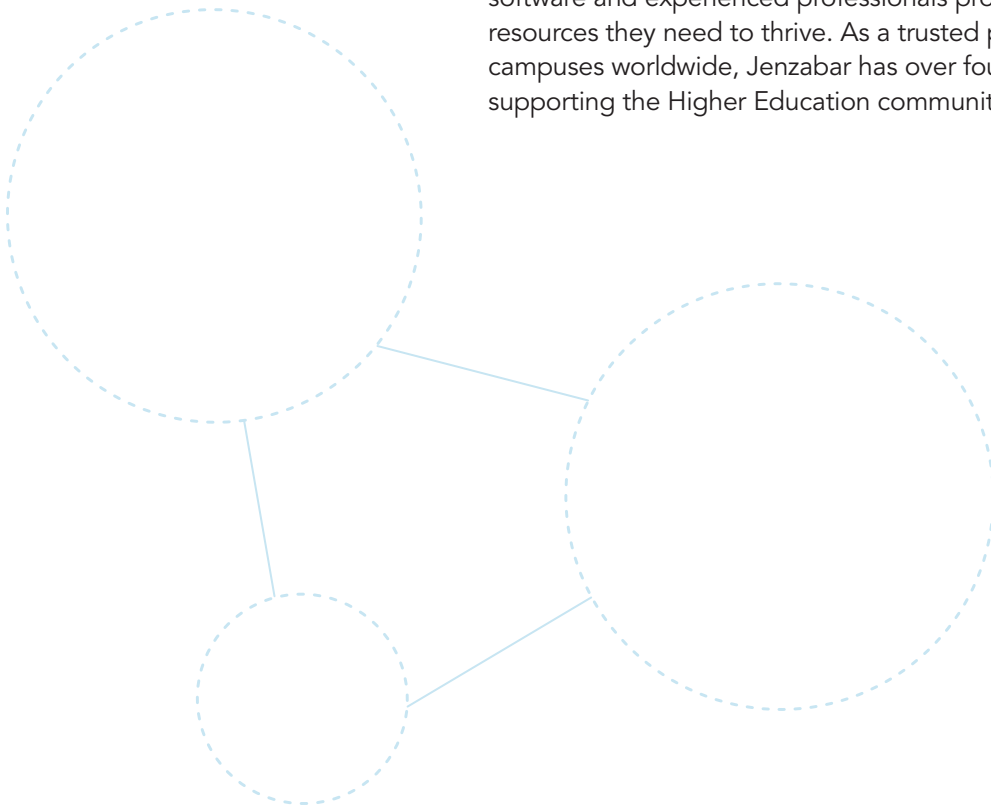 software and experienced professionals pro
resources they need to thrive. As a trusted
campuses worldwide, Jenzabar has over fou
supporting the Higher Education communit